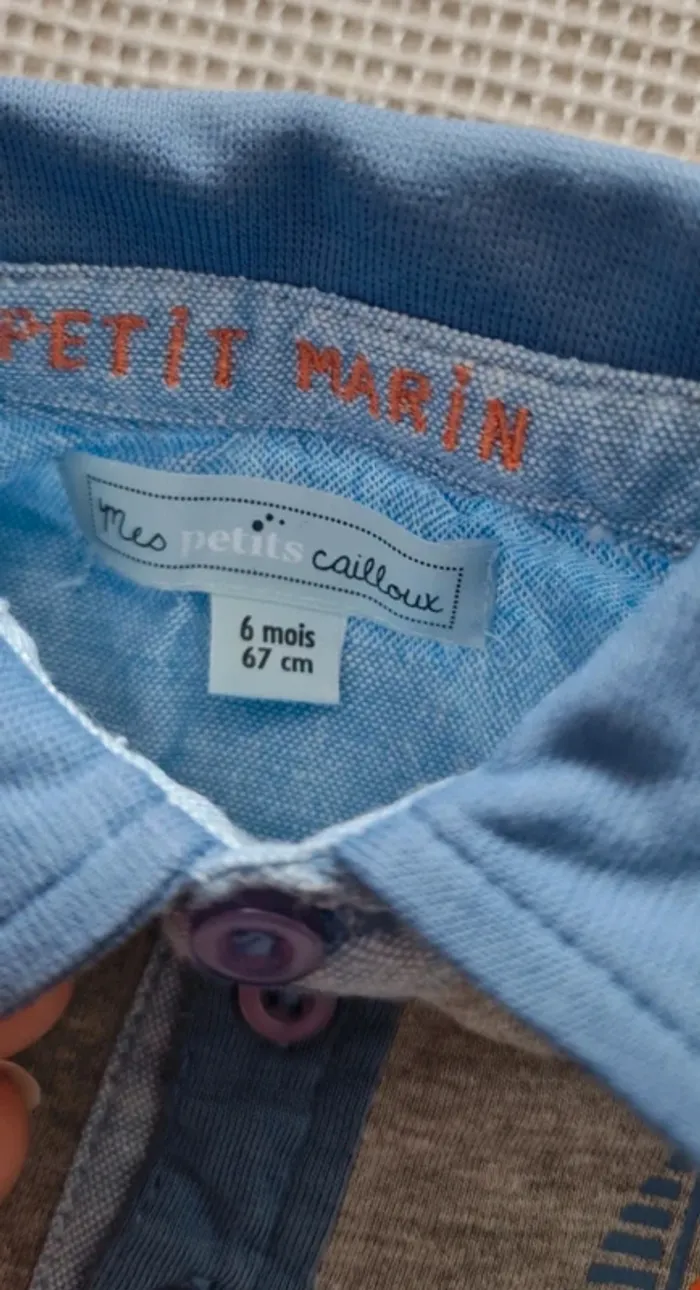 PETIT MARIN
mes petits cailloux
6 mois
67 cm